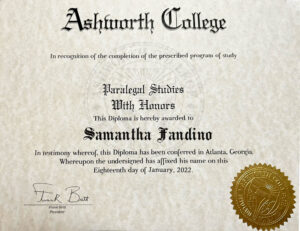 Ashworth College
In recognition of the completion of the prescribed program of study
Paralegal Studies
With Honors
This Diploma is hereby awarded to
Samantha Fandino
In testimony whereof, this Diploma has been conferred in Atlanta, Georgia.
Whereupon the undersigned has affixed his name on this
Eighteenth day of January, 2022.
Frank Britt
President